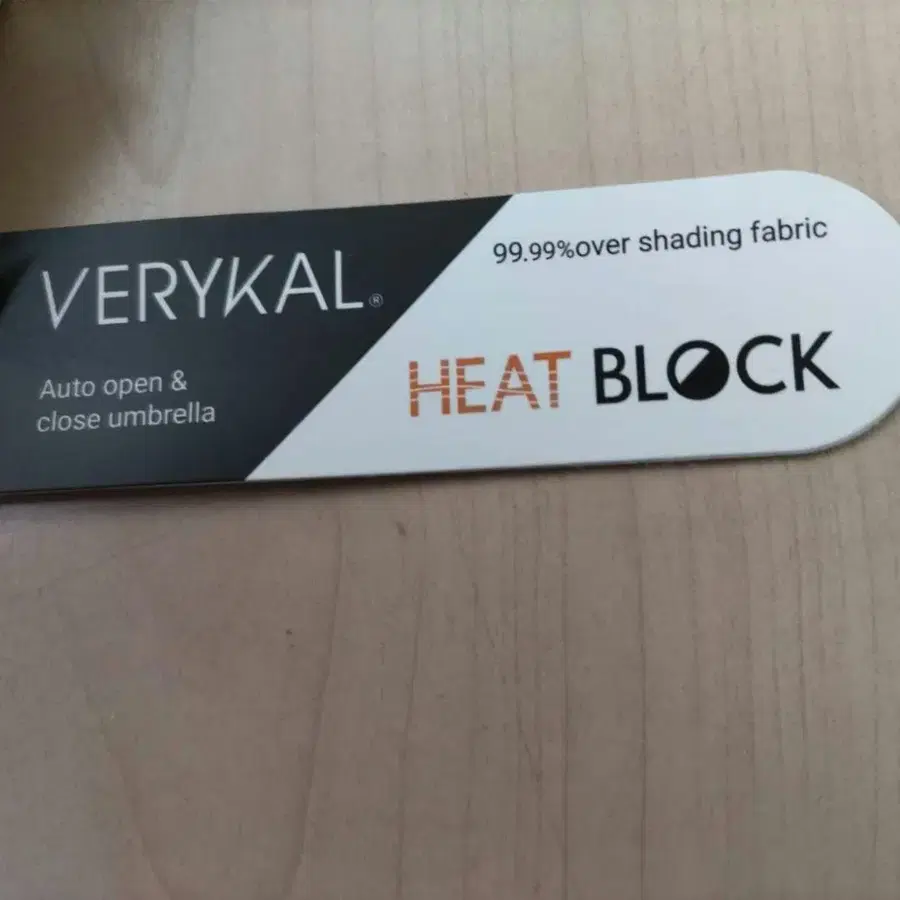 VERYKAL®
Auto open &
close umbrella
99.99%over shading fabric
HEAT BLOCK